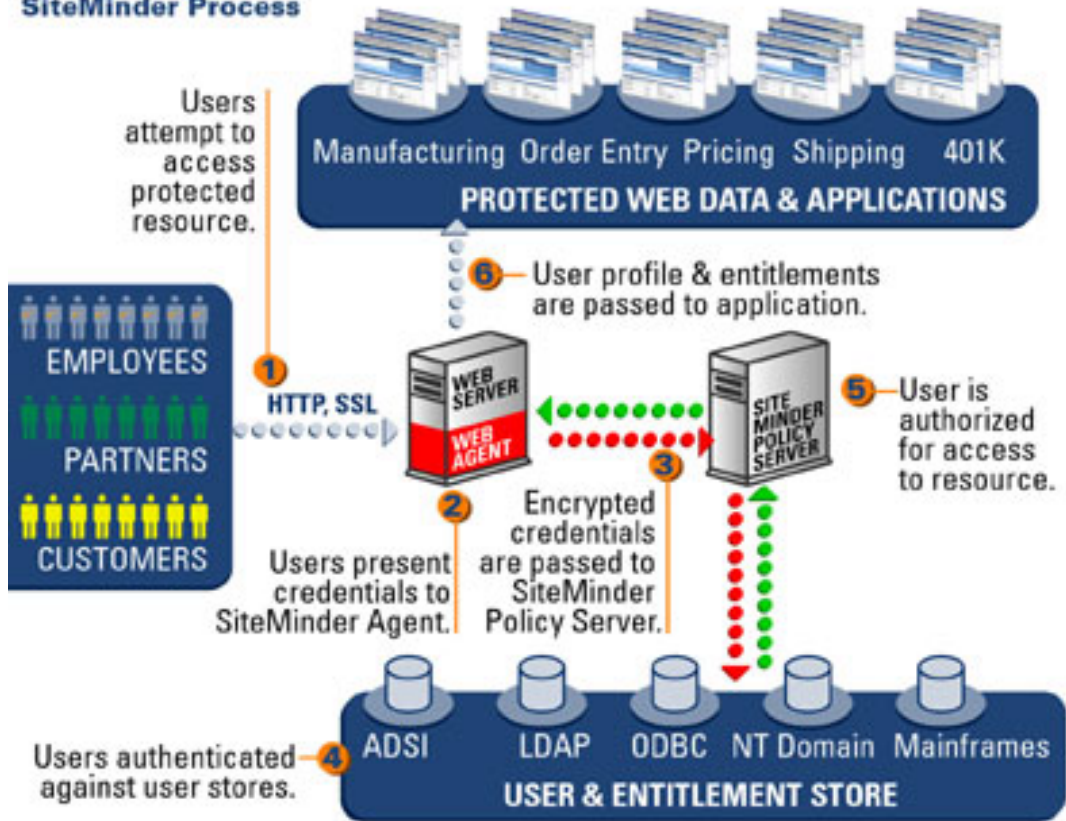 SiteMinder Process
Manufacturing Order Entry Pricing Shipping 401K
PROTECTED WEB DATA & APPLICATIONS
Users
attempt to
access
protected
resource.
6
User profile & entitlements
are passed to application.
EMPLOYEES
PARTNERS
CUSTOMERS
1
HTTP, SSL
WEB
SERVER
WEB
AGENT
SITE
MINDER
POLICY
SERVER
5
User is
authorized
for access
to resource.
2
Users present
credentials to
SiteMinder Agent.
3
Encrypted
credentials
are passed to
SiteMinder
Policy Server.
4
Users authenticated
against user stores.
ADSI LDAP ODBC NT Domain Mainframes
USER & ENTITLEMENT STORE